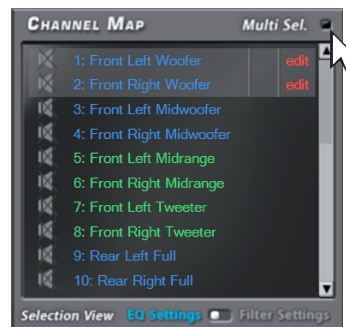 CHANNEL MAP Multi Sel.
1: Front Left Woofer edit
2: Front Right Woofer edit
3: Front Left Midwoofer
4: Front Right Midwoofer
5: Front Left Midrange
6: Front Right Midrange
7: Front Left Tweeter
8: Front Right Tweeter
9: Rear Left Full
10: Rear Right Full
Selection View EQ Settings Filter Settings